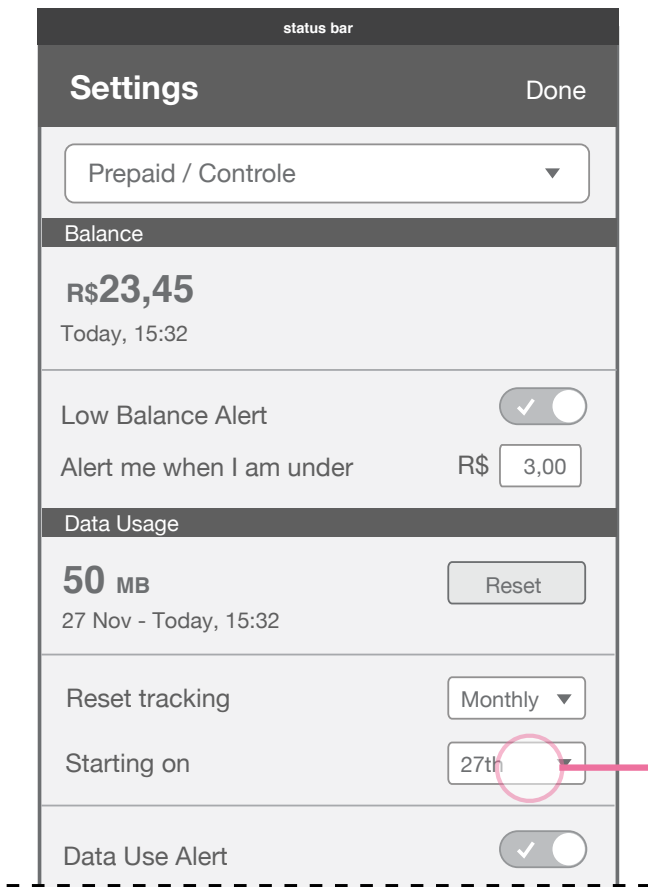 status bar
Settings Done
Prepaid / Controle
Balance
R$23,45
Today, 15:32
Low Balance Alert
Alert me when I am under R$ 3,00
Data Usage
50 MB Reset
27 Nov - Today, 15:32
Reset tracking Monthly
Starting on 27th
Data Use Alert